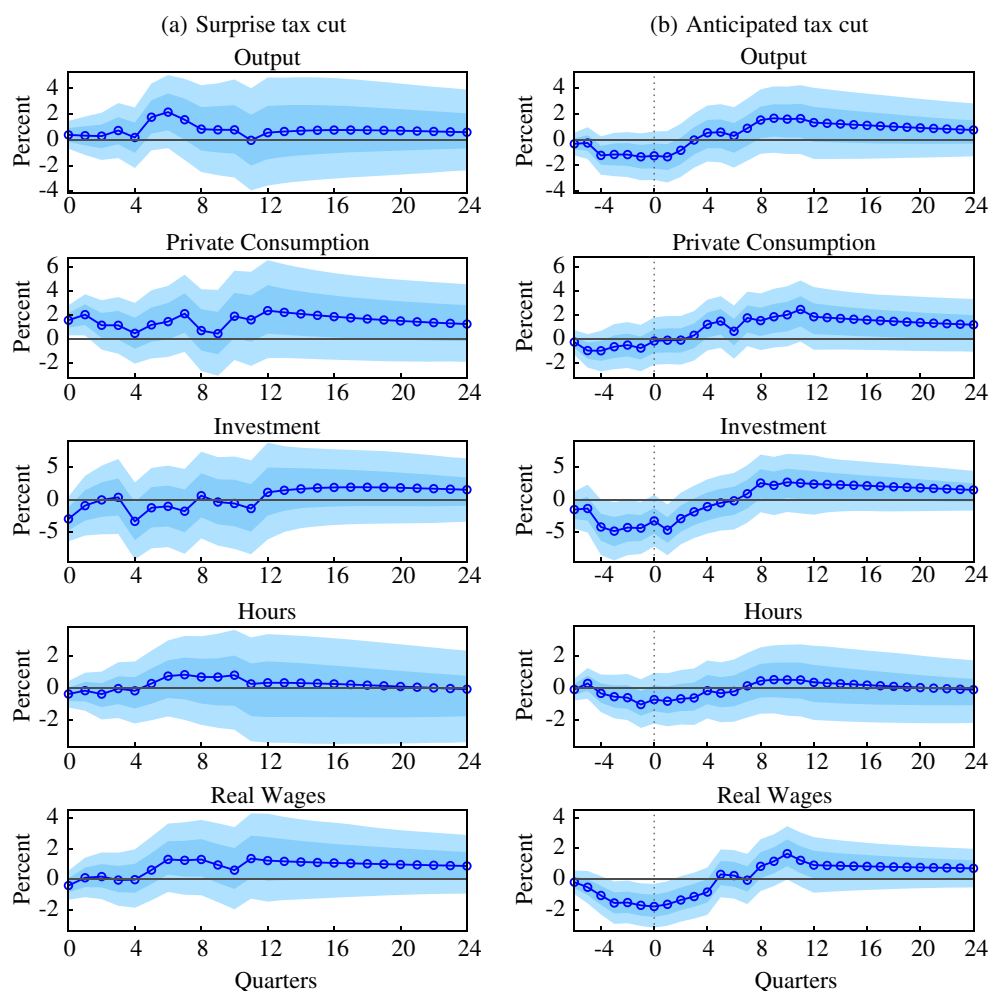 (a) Surprise tax cut
(b) Anticipated tax cut
Output
Output
Percent
4
2
0
-2
-4
0 4 8 12 16 20 24
Percent
4
2
0
-2
-4
-4 0 4 8 12 16 20 24
Private Consumption
Private Consumption
Percent
6
4
2
0
-2
0 4 8 12 16 20 24
Percent
6
4
2
0
-2
-4 0 4 8 12 16 20 24
Investment
Investment
Percent
5
0
-5
0 4 8 12 16 20 24
Percent
5
0
-5
-4 0 4 8 12 16 20 24
Hours
Hours
Percent
2
0
-2
0 4 8 12 16 20 24
Percent
2
0
-2
-4 0 4 8 12 16 20 24
Real Wages
Real Wages
Percent
4
2
0
-2
0 4 8 12 16 20 24
Percent
4
2
0
-2
-4 0 4 8 12 16 20 24
Quarters
Quarters